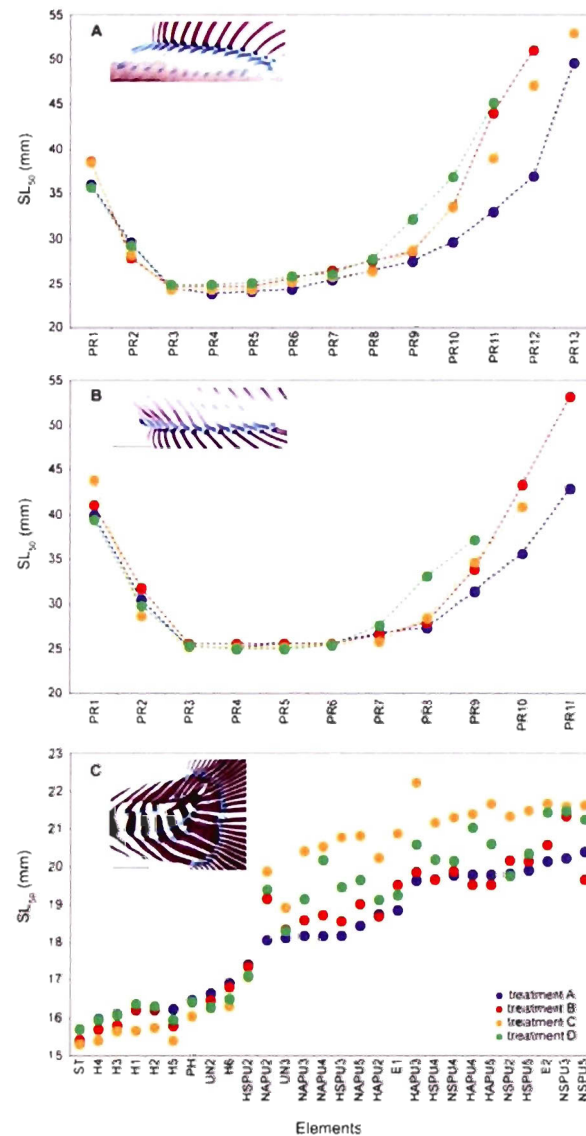 A
55
50
45
40
35
30
25
20
SL50 (mm)
PR1 PR2 PR3 PR4 PR5 PR6 PR7 PR8 PR9 PR10 PR11 PR12 PR13
B
55
50
45
40
35
30
25
20
SL50 (mm)
PR1 PR2 PR3 PR4 PR5 PR6 PR7 PR8 PR9 PR10 PR11
C
23
22
21
20
19
18
17
16
15
SL50 (mm)
treatment A
treatment B
treatment C
treatment D
ST H4 H3 H1 H2 H5 PH UN2 H6 HSPU2 NAPU2 UN3 NAPU3 NAPU4 HSPU3 NAPU5 HAPU2 E1 HAPU3 HSPU4 NSPU4 HAPU4 HAPU5 NSPU2 HSPU5 E2 NSPU3 NSPU5
Elements